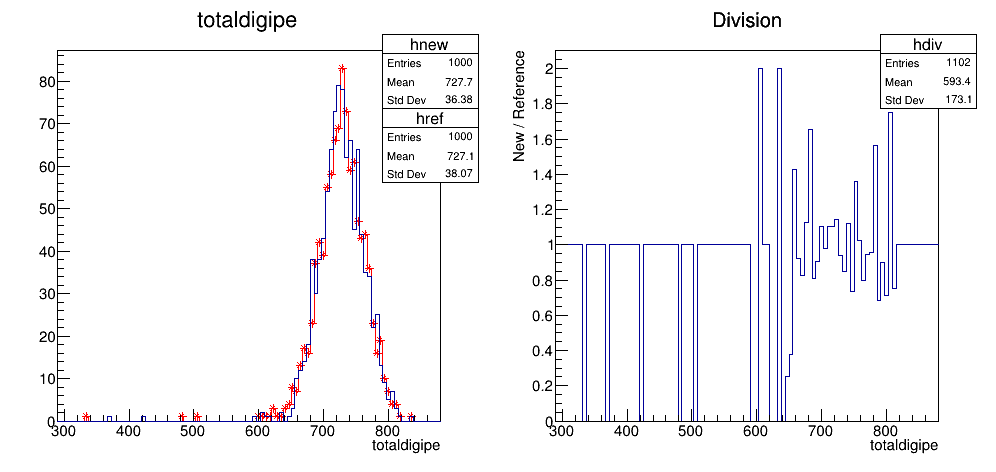 totaldigipe
hnew
Entries 1000
Mean 727.7
Std Dev 36.38
href
Entries 1000
Mean 727.1
Std Dev 38.07
80
70
60
50
40
30
20
10
0
300 400 500 600 700 800
totaldigipe
Division
hdiv
Entries 1102
Mean 593.4
Std Dev 173.1
New / Reference
2
1.8
1.6
1.4
1.2
1
0.8
0.6
0.4
0.2
0
300 400 500 600 700 800
totaldigipe